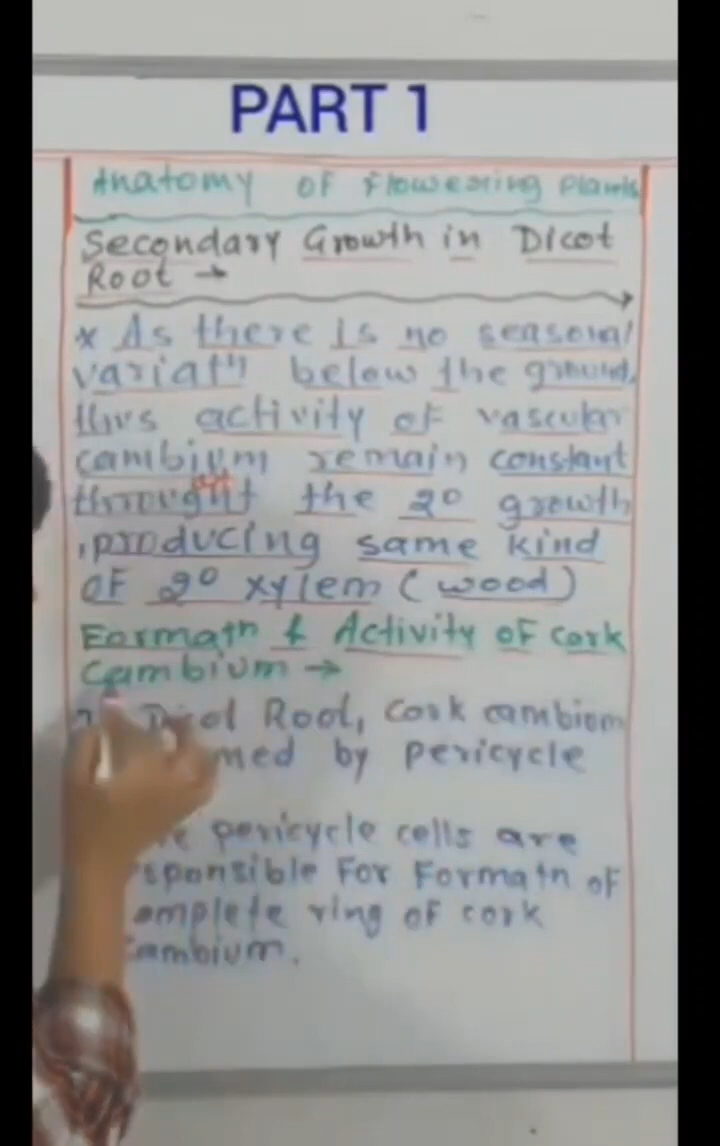 PART 1
Anatomy of Flowering Plants
Secondary Growth in Dicot
Root →
* As there is no seasonal
variatn below the ground,
thus activity of vascular
cambium remain constant
throught the 2° growth
, producing same kind
OF 2° xylem (wood)
Formatn & Activity OF cork
Cambium →
Dicot Root, cork cambium
med by pericycle
pericycle cells are
sponsible For Formatn OF
omplete ring OF cork
ambium.